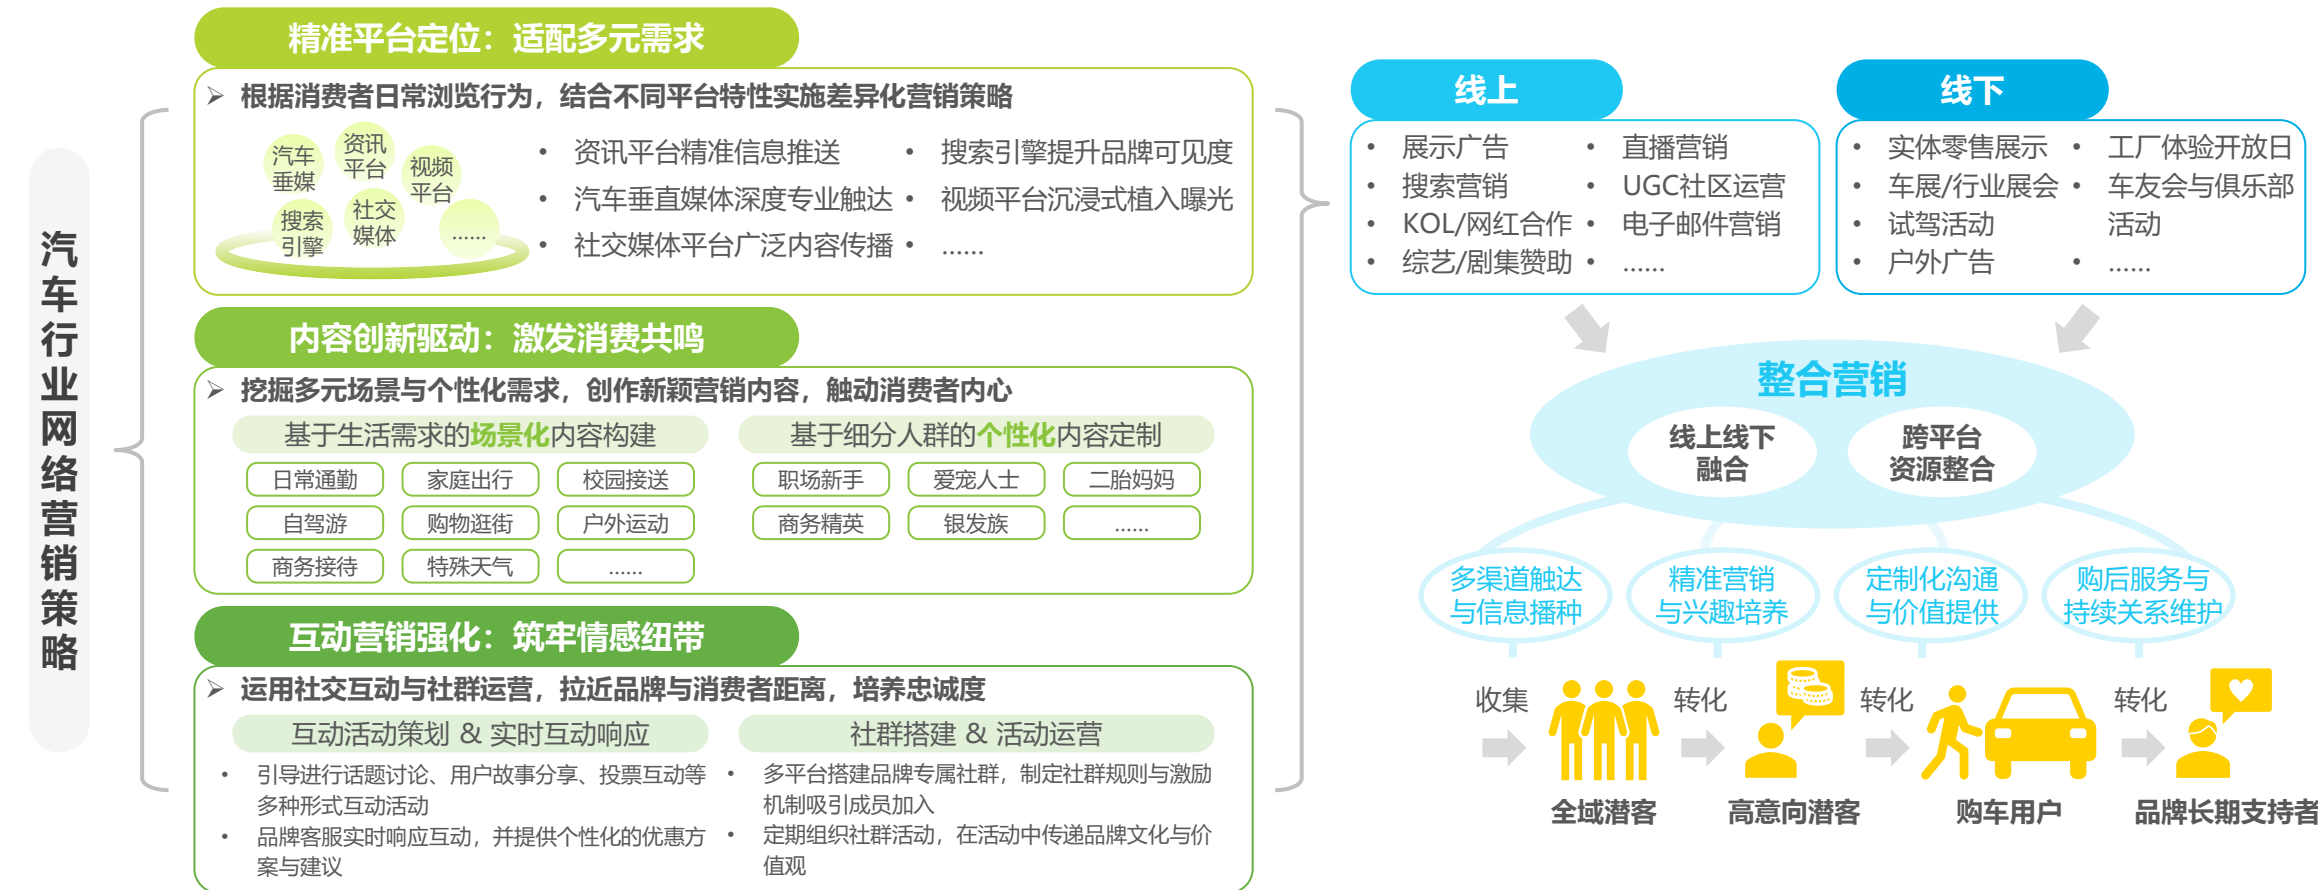 汽车行业网络营销策略
精准平台定位：适配多元需求
根据消费者日常浏览行为，结合不同平台特性实施差异化营销策略
汽车
垂媒
资讯
平台
视频
平台
搜索
引擎
社交
媒体
......
• 资讯平台精准信息推送
• 汽车垂直媒体深度专业触达
• 社交媒体平台广泛内容传播
• 搜索引擎提升品牌可见度
• 视频平台沉浸式植入曝光
• ......
内容创新驱动：激发消费共鸣
挖掘多元场景与个性化需求，创作新颖营销内容，触动消费者内心
基于生活需求的场景化内容构建
日常通勤 家庭出行 校园接送
自驾游 购物逛街 户外运动
商务接待 特殊天气 ......
基于细分人群的个性化内容定制
职场新手 爱宠人士 二胎妈妈
商务精英 银发族 ......
互动营销强化：筑牢情感纽带
运用社交互动与社群运营，拉近品牌与消费者距离，培养忠诚度
互动活动策划 & 实时互动响应
• 引导进行话题讨论、用户故事分享、投票互动等
多种形式互动活动
• 品牌客服实时响应互动，并提供个性化的优惠方
案与建议
社群搭建 & 活动运营
• 多平台搭建品牌专属社群，制定社群规则与激励
机制吸引成员加入
• 定期组织社群活动，在活动中传递品牌文化与价
值观
线上
• 展示广告
• 搜索营销
• KOL/网红合作
• 综艺/剧集赞助
• 直播营销
• UGC社区运营
• 电子邮件营销
• ......
线下
• 实体零售展示
• 车展/行业展会
• 试驾活动
• 户外广告
• 工厂体验开放日
• 车友会与俱乐部
活动
• ......
整合营销
线上线下
融合
跨平台
资源整合
多渠道触达
与信息播种
精准营销
与兴趣培养
定制化沟通
与价值提供
购后服务与
持续关系维护
收集
转化
转化
转化
全域潜客
高意向潜客
购车用户
品牌长期支持者